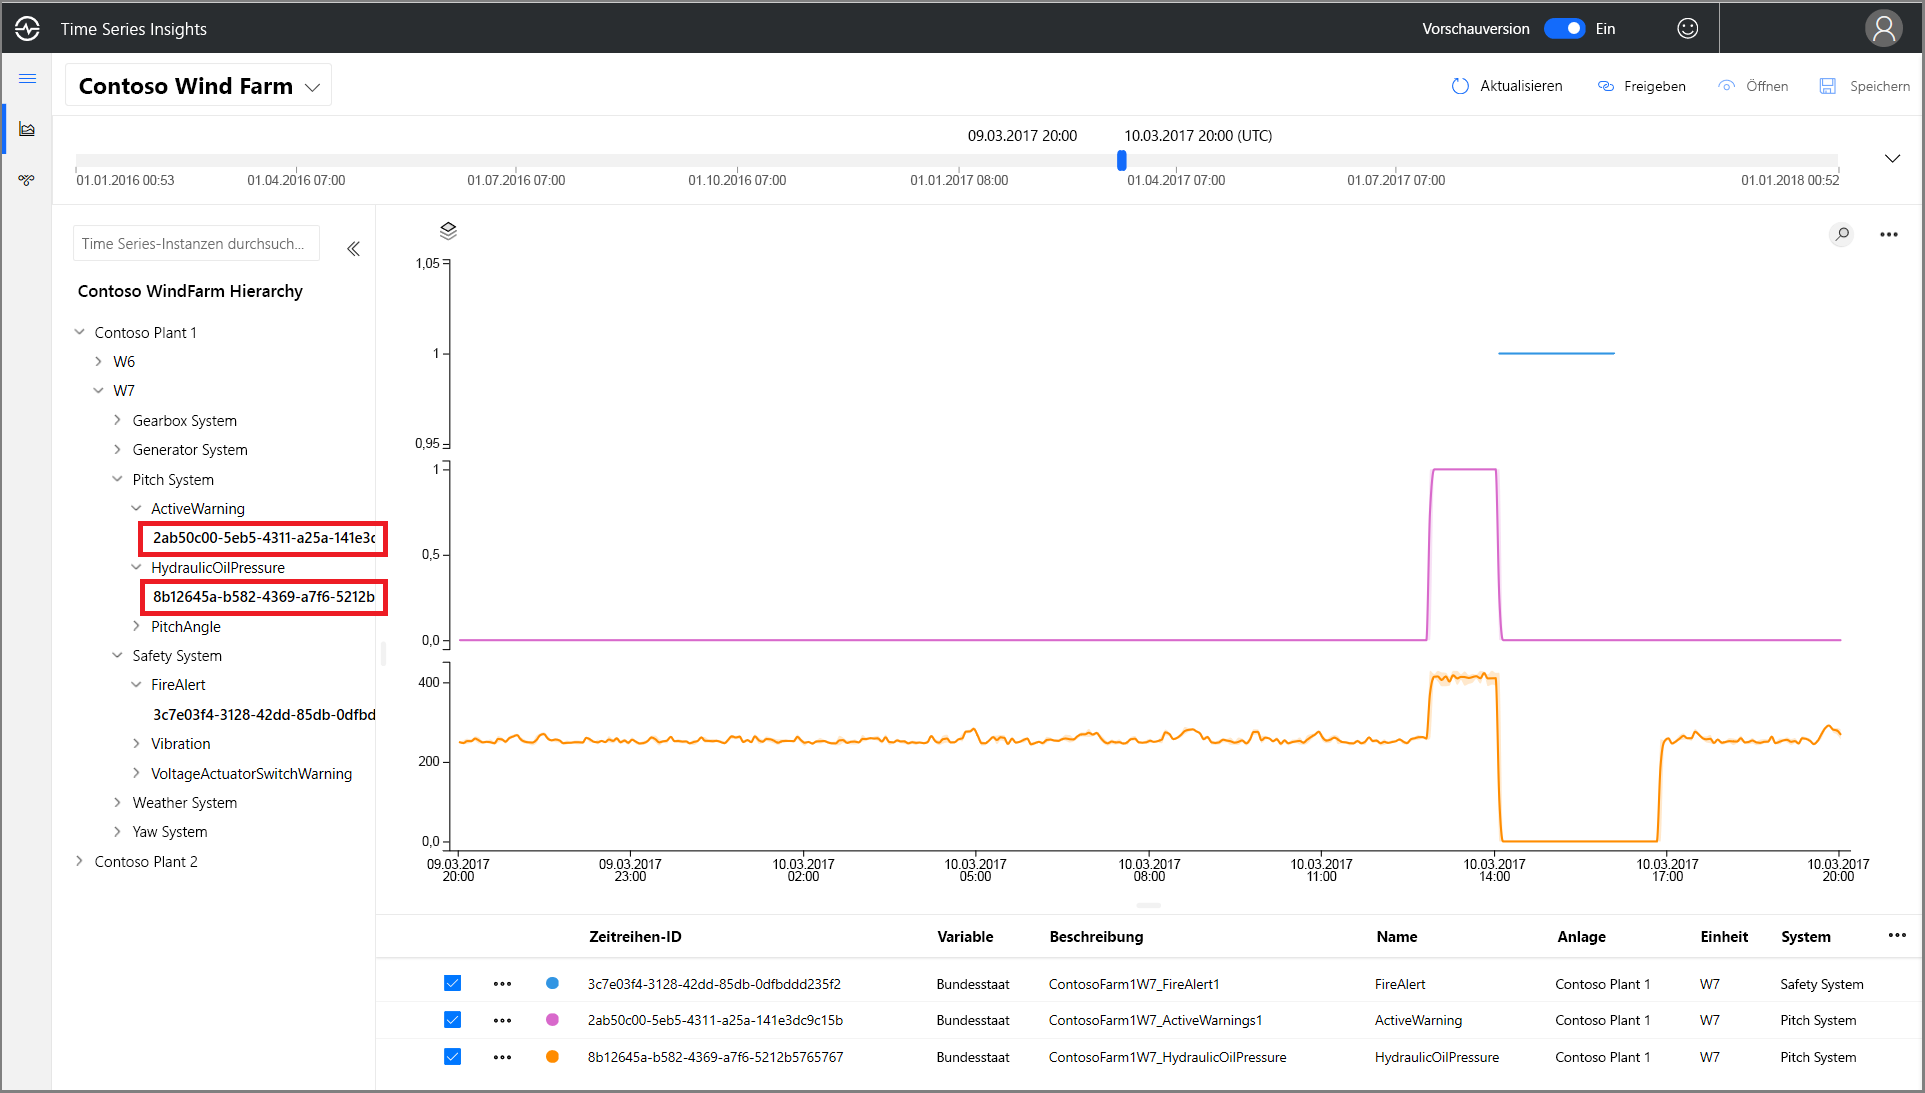 Time Series Insights
Vorschauversion Ein
Contoso Wind Farm
Aktualisieren Freigeben Öffnen Speichern
09.03.2017 20:00 10.03.2017 20:00 (UTC)
01.01.2016 00:53 01.04.2016 07:00 01.07.2016 07:00 01.10.2016 07:00 01.01.2017 08:00 01.04.2017 07:00 01.07.2017 07:00 01.01.2018 00:52
Time Series-Instanzen durchsuch...
Contoso WindFarm Hierarchy
Contoso Plant 1
W6
W7
Gearbox System
Generator System
Pitch System
ActiveWarning
2ab50c00-5eb5-4311-a25a-141e3c
HydraulicOilPressure
8b12645a-b582-4369-a7f6-5212b
PitchAngle
Safety System
FireAlert
3c7e03f4-3128-42dd-85db-0dfbd
Vibration
VoltageActuatorSwitchWarning
Weather System
Yaw System
Contoso Plant 2
1,05
1
0,95
1
0,5
0,0
400
200
0,0
09.03.2017 09.03.2017 10.03.2017 10.03.2017 10.03.2017 10.03.2017 10.03.2017 10.03.2017 10.03.2017
20:00 23:00 02:00 05:00 08:00 11:00 14:00 17:00 20:00
Zeitreihen-ID Variable Beschreibung Name Anlage Einheit System
3c7e03f4-3128-42dd-85db-0dfbddd235f2 Bundesstaat ContosoFarm1W7_FireAlert1 FireAlert Contoso Plant 1 W7 Safety System
2ab50c00-5eb5-4311-a25a-141e3dc9c15b Bundesstaat ContosoFarm1W7_ActiveWarnings1 ActiveWarning Contoso Plant 1 W7 Pitch System
8b12645a-b582-4369-a7f6-5212b5765767 Bundesstaat ContosoFarm1W7_HydraulicOilPressure HydraulicOilPressure Contoso Plant 1 W7 Pitch System